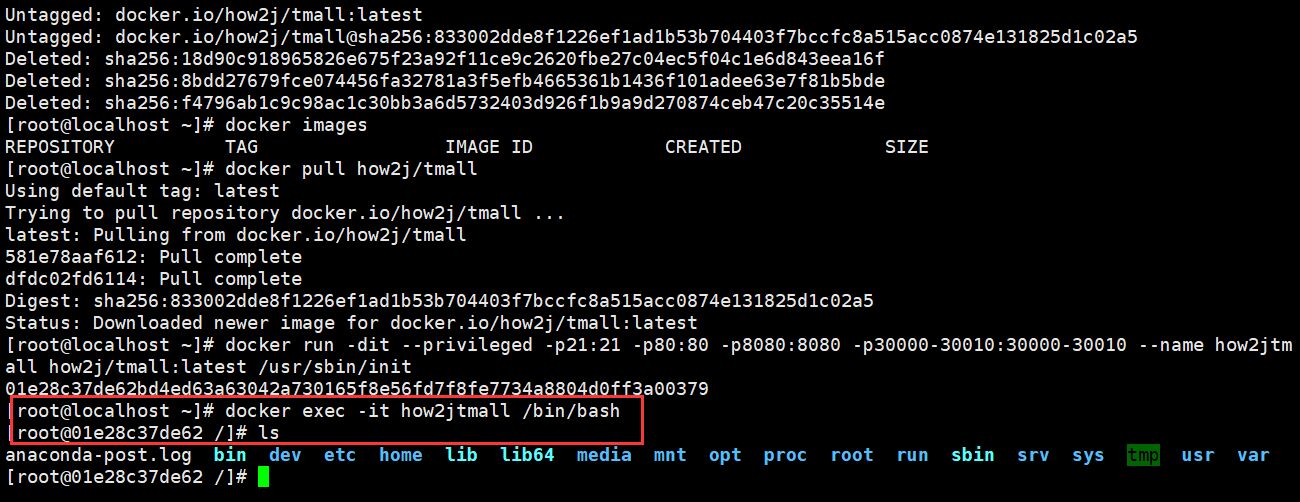 Untagged: docker.io/how2j/tmall:latest
Untagged: docker.io/how2j/tmall@sha256:833002dde8f1226ef1ad1b53b704403f7bccfc8a515acc0874e131825d1c02a5
Deleted: sha256:18d90c918965826e675f23a92f11ce9c2620fbe27c04ec5f04c1e6d843eea16f
Deleted: sha256:8bdd27679fce074456fa32781a3f5efb4665361b1436f101adee63e7f81b5bde
Deleted: sha256:f4796ab1c9c98ac1c30bb3a6d5732403d926f1b9a9d270874ceb47c20c35514e
[root@localhost ~]# docker images
REPOSITORY TAG IMAGE ID CREATED SIZE
[root@localhost ~]# docker pull how2j/tmall
Using default tag: latest
Trying to pull repository docker.io/how2j/tmall ...
latest: Pulling from docker.io/how2j/tmall
581e78aaf612: Pull complete
dfdc02fd6114: Pull complete
Digest: sha256:833002dde8f1226ef1ad1b53b704403f7bccfc8a515acc0874e131825d1c02a5
Status: Downloaded newer image for docker.io/how2j/tmall:latest
[root@localhost ~]# docker run -dit --privileged -p21:21 -p80:80 -p8080:8080 -p30000-30010:30000-30010 --name how2jtm
all how2j/tmall:latest /usr/sbin/init
01e28c37de62bd4ed63a63042a730165f8e56fd7f8fe7734a8804d0ff3a00379
[root@localhost ~]# docker exec -it how2jtmall /bin/bash
[root@01e28c37de62 /]# ls
anaconda-post.log bin dev etc home lib lib64 media mnt opt proc root run sbin srv sys tmp usr var
[root@01e28c37de62 /]#